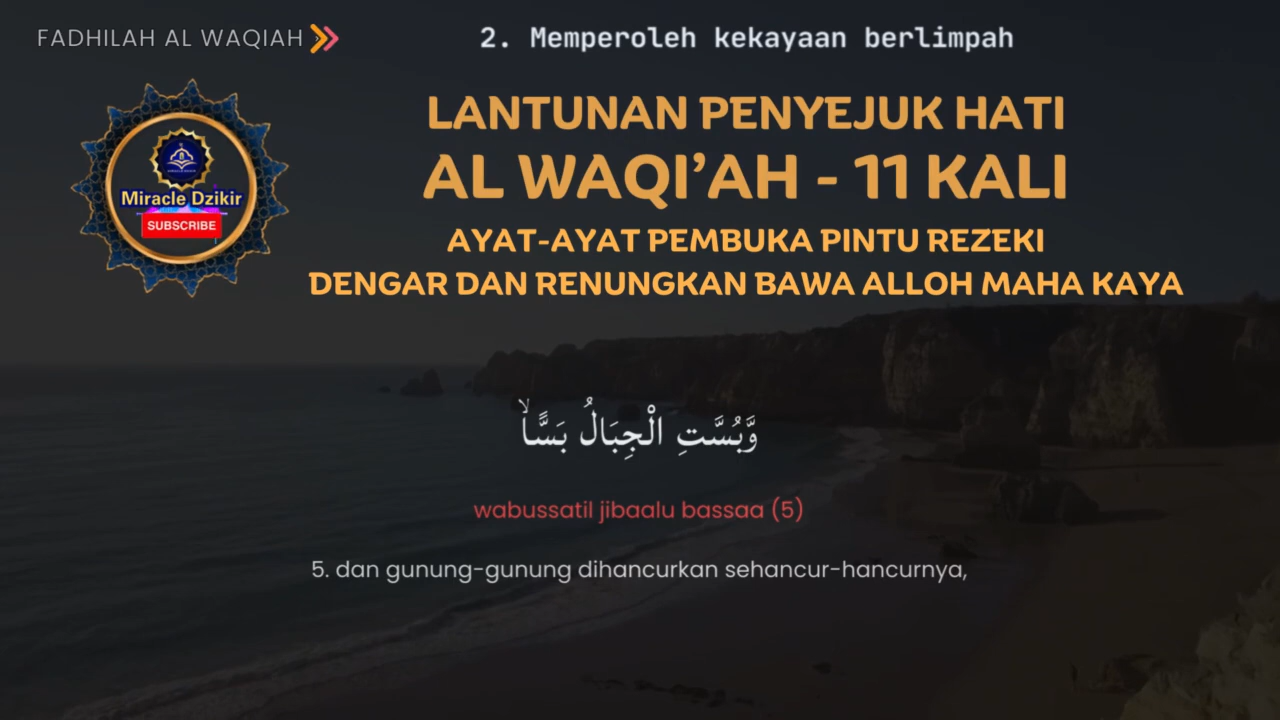 FADHILAH AL WAQIAH
2. Memperoleh kekayaan berlimpah
LANTUNAN PENYEJUK HATI
AL WAQI'AH - 11 KALI
AYAT-AYAT PEMBUKA PINTU REZEKI
DENGAR DAN RENUNGKAN BAWA ALLOH MAHA KAYA
Miracle Dzikir
SUBSCRIBE
وَّبُسَّتِ الْجِبَالُ بَسًّاۙ
wabussatil jibaalu bassaa (5)
5. dan gunung-gunung dihancurkan sehancur-hancurnya,